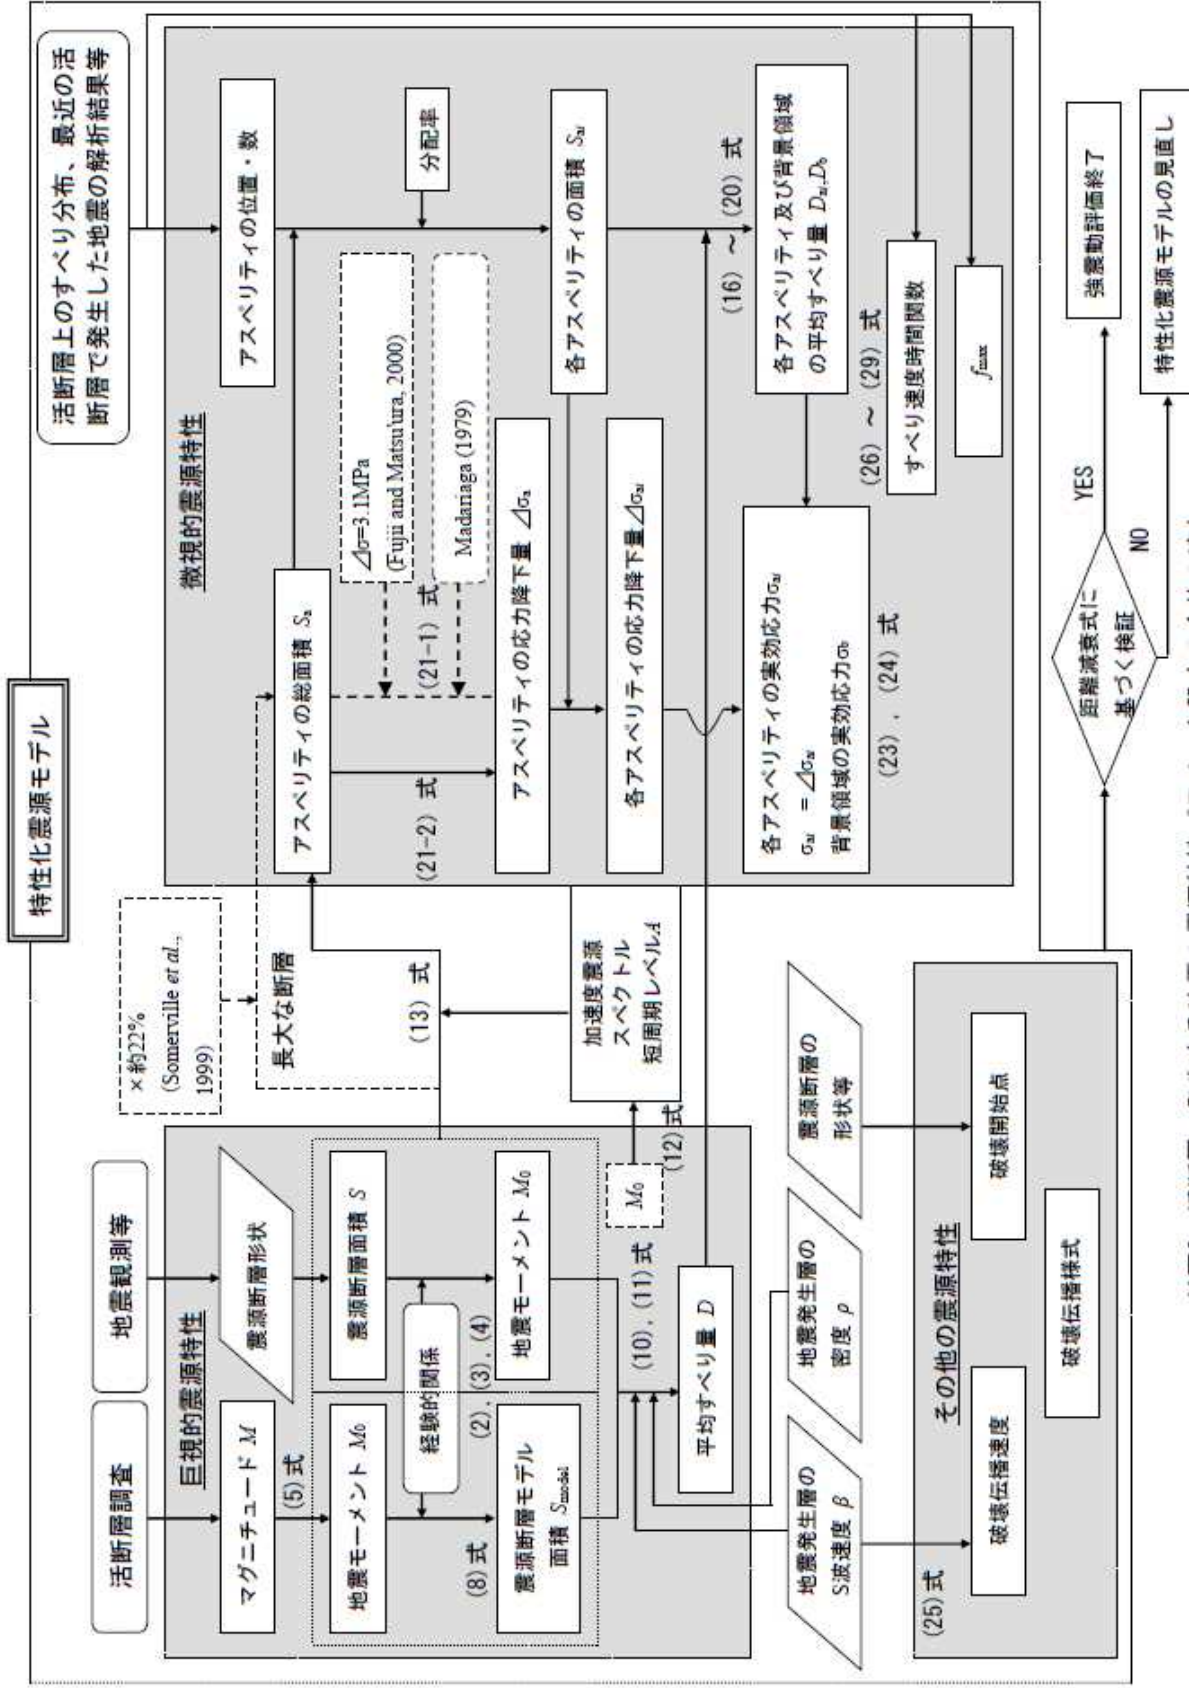 特性化震源モデル
活断層調査
地震観測等
活断層上のすべり分布、最近の活
断層で発生した地震の解析結果等
巨視的震源特性
マグニチュード M
(5)式
地震モーメント M₀
(8)式
震源断層モデル
面積 Smodel
震源断層形状
震源断層面積 S
経験的関係
(2)，(3)，(4)
地震モーメント M₀
(10)，(11)式
平均すべり量 D
×約22%
(Somerville et al.,
1999)
長大な断層
(13) 式
M₀
(12)式
加速度震源
スペクトル
短周期レベルA
微視的震源特性
アスペリティの位置・数
アスペリティの総面積 Sa
分配率
Δσ=3.1MPa
(Fujii and Matsu'ura, 2000)
Madariaga (1979)
(21-1) 式
(21-2) 式
アスペリティの応力降下量 Δσa
各アスペリティの面積 Sai
各アスペリティの応力降下量Δσai
(16) ～ (20) 式
各アスペリティ及び背景領域
の平均すべり量 Dai,Db
各アスペリティの実効応力σai
σai ＝Δσai
背景領域の実効応力σb
(23)，(24) 式
(26) ～ (29) 式
すべり速度時間関数
fmax
地震発生層の
S波速度 β
地震発生層の
密度 ρ
震源断層の
形状等
その他の震源特性
(25)式
破壊伝播速度
破壊開始点
破壊伝播様式
距離減衰式に
基づく検証
YES
NO
強震動評価終了
特性化震源モデルの見直し